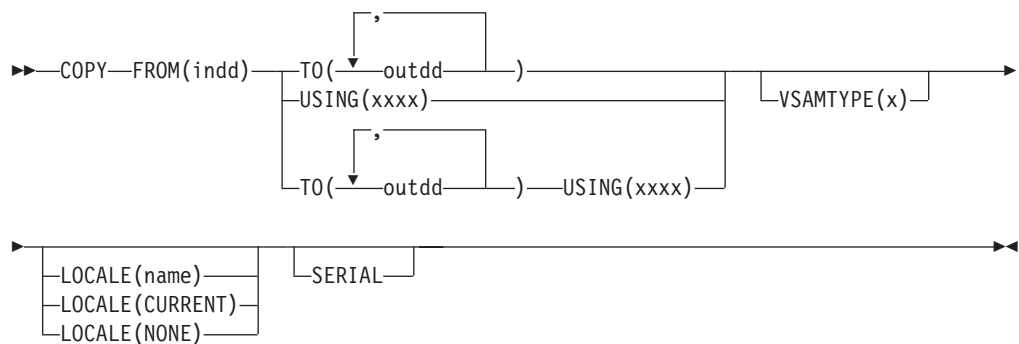 ,
COPY FROM(indd) TO( outdd ) VSAMTYPE(x)
USING(xxxx)
,
TO( outdd ) USING(xxxx)
LOCALE(name) SERIAL
LOCALE(CURRENT)
LOCALE(NONE)